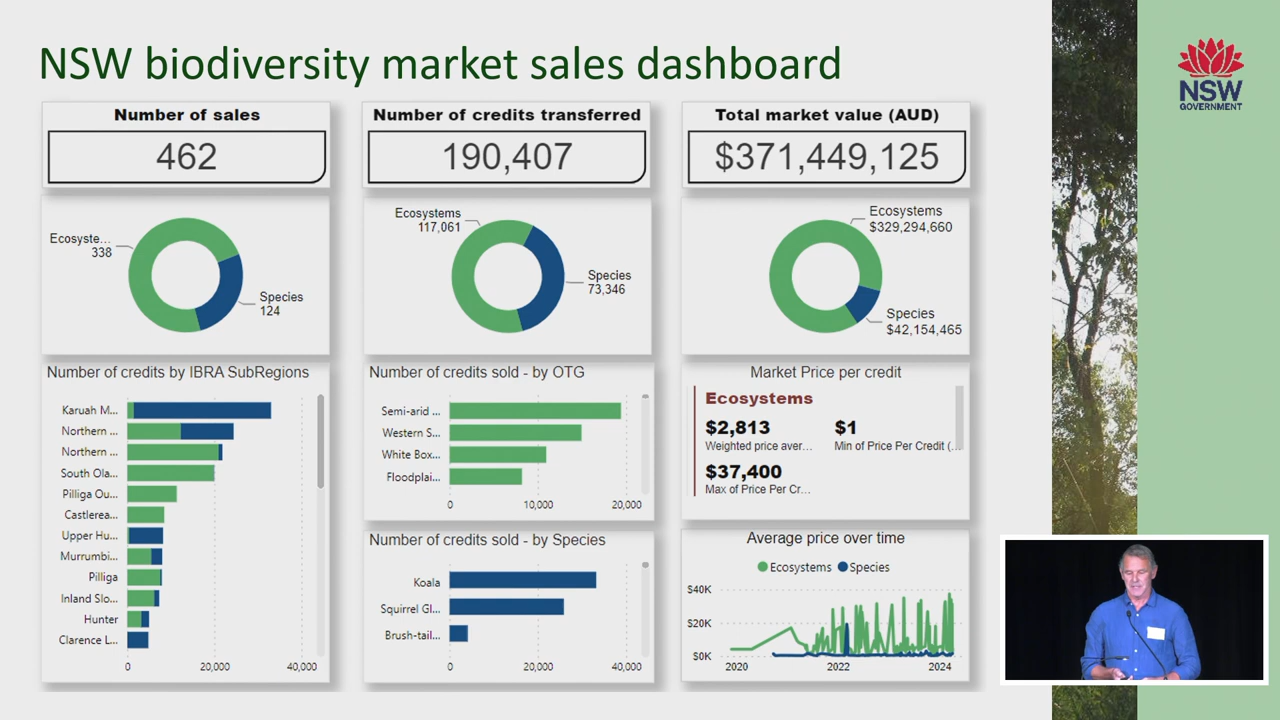 NSW biodiversity market sales dashboard
NSW
GOVERNMENT
Number of sales
462
Number of credits transferred
190,407
Total market value (AUD)
$371,449,125
Ecosyste...
338
Species
124
Ecosystems
117,061
Species
73,346
Ecosystems
$329,294,660
Species
$42,154,465
Number of credits by IBRA SubRegions
Karuah M...
Northern ...
Northern ...
South Ola...
Pilliga Ou...
Castlerea...
Upper Hu...
Murrumbi...
Pilliga
Inland Slo...
Hunter
Clarence L...
0 20,000 40,000
Number of credits sold - by OTG
Semi-arid ...
Western S...
White Box...
Floodplai...
0 10,000 20,000
Number of credits sold - by Species
Koala
Squirrel Gl...
Brush-tail...
0 20,000 40,000
Market Price per credit
Ecosystems
$2,813 $1
Weighted price aver... Min of Price Per Credit (...
$37,400
Max of Price Per Cr...
Average price over time
Ecosystems Species
$40K
$20K
$0K
2020 2022 2024